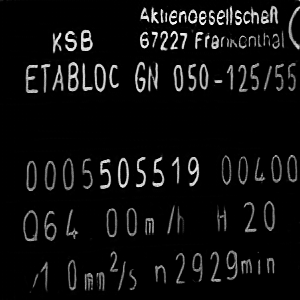 Aktiengesellschaft
KSB 67227 Frankenthal
ETABLOC GN 050-125/55
0005505519 00400
Q64 00m/h H 20
/1 0mm²/s n2929min